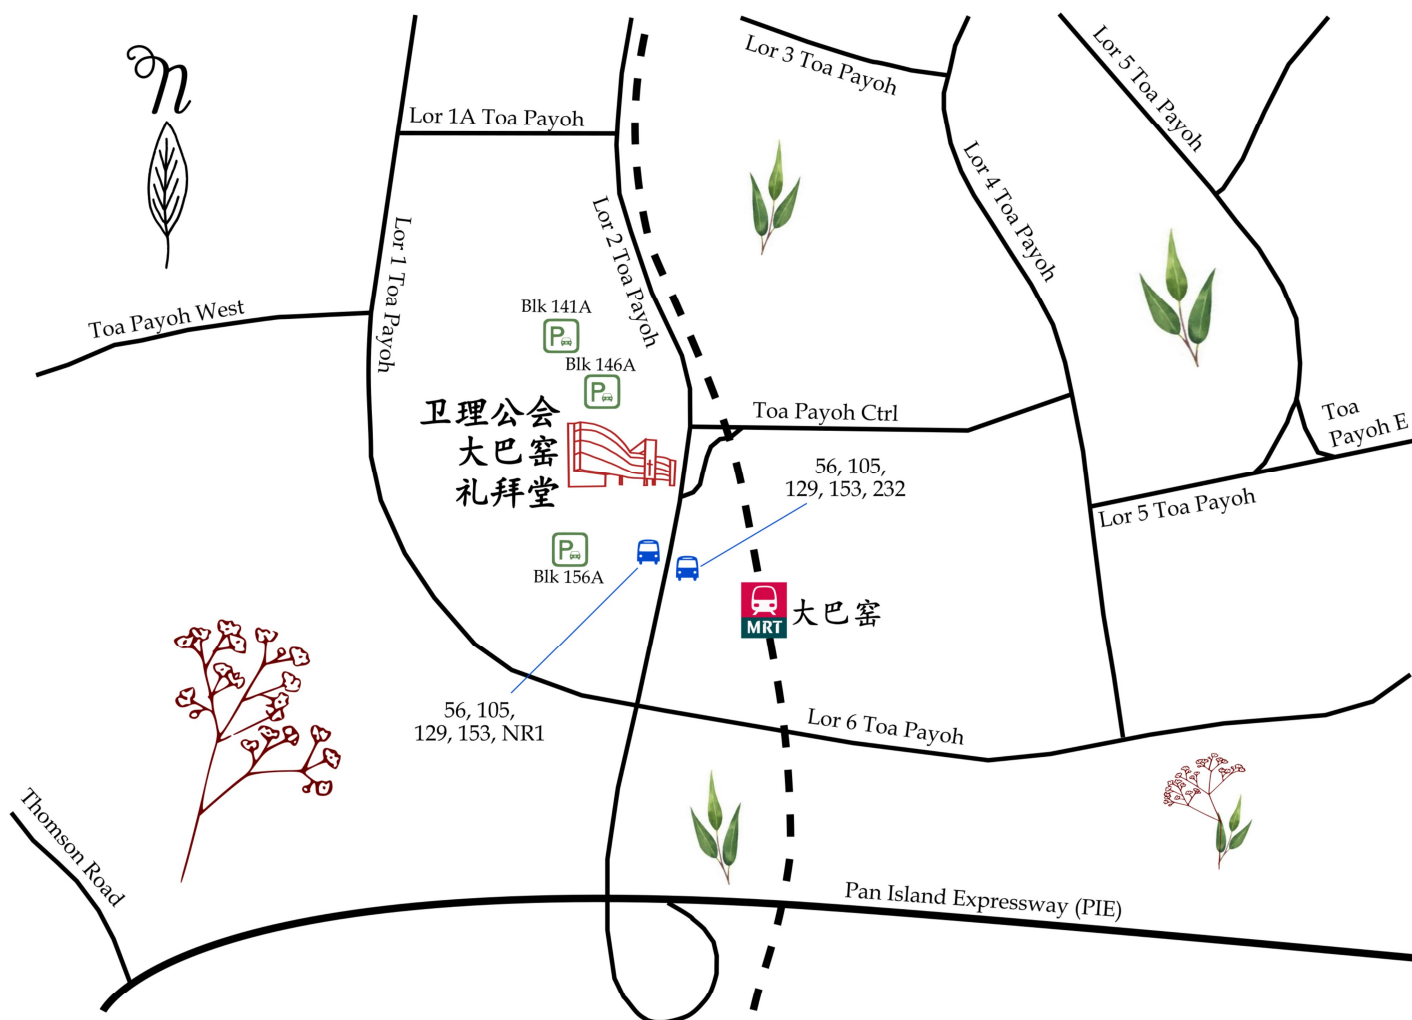 n
Lor 1A Toa Payoh
Lor 3 Toa Payoh
Lor 5 Toa Payoh
Lor 4 Toa Payoh
Lor 1 Toa Payoh
Lor 2 Toa Payoh
Toa Payoh West
Blk 141A
P
Blk 146A
P
卫理公会
大巴窑
礼拜堂
Toa Payoh Ctrl
Toa
Payoh E
56, 105,
129, 153, 232
Lor 5 Toa Payoh
P
Blk 156A
MRT
大巴窑
56, 105,
129, 153, NR1
Lor 6 Toa Payoh
Thomson Road
Pan Island Expressway (PIE)